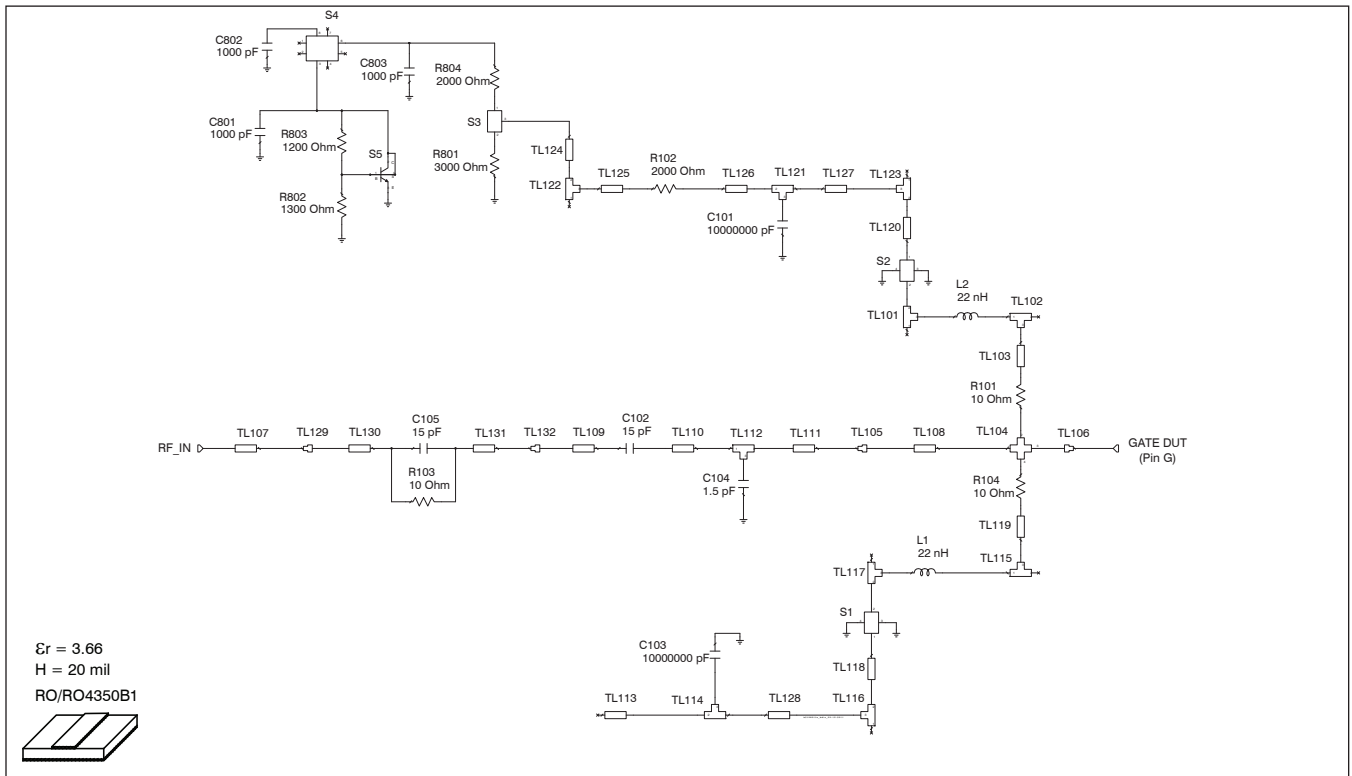 S4
C802
1000 pF
C803
1000 pF
R804
2000 Ohm
C801
1000 pF
R803
1200 Ohm
S5
S3
R801
3000 Ohm
R802
1300 Ohm
TL124
TL122
TL125
R102
2000 Ohm
TL126
TL121
TL127
TL123
C101
10000000 pF
TL120
S2
L2
22 nH
TL102
TL101
TL103
R101
10 Ohm
RF_IN
TL107
TL129
TL130
C105
15 pF
R103
10 Ohm
TL131
TL132
TL109
C102
15 pF
TL110
TL112
C104
1.5 pF
TL111
TL105
TL108
TL104
TL106
GATE DUT
(Pin G)
R104
10 Ohm
TL119
L1
22 nH
TL115
TL117
S1
C103
10000000 pF
TL118
TL113
TL114
TL128
TL116
εr = 3.66
H = 20 mil
RO/RO4350B1